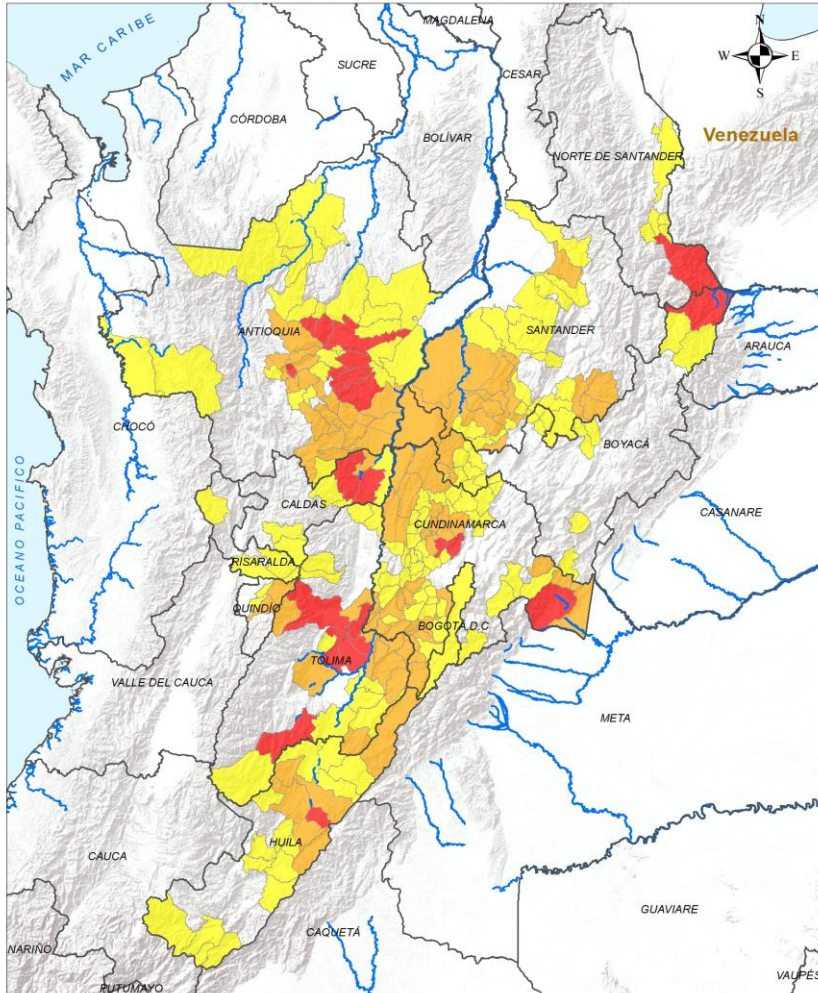 MAGDALENA
N
W E
S
MAR CARIBE
SUCRE
CESAR
CÓRDOBA
BOLÍVAR
Venezuela
NORTE DE SANTANDER
ANTIOQUIA
SANTANDER
ARAUCA
CHOCÓ
BOYACÁ
OCEANO PACIFICO
CALDAS
CUNDINAMARCA
CASANARE
RISARALDA
QUINDÍO
BOGOTÁ, D.C
TOLIMA
VALLE DEL CAUCA
META
HUILA
CAUCA
GUAVIARE
CAQUETÁ
NARIÑO
PUTUMAYO
VAUPÉS